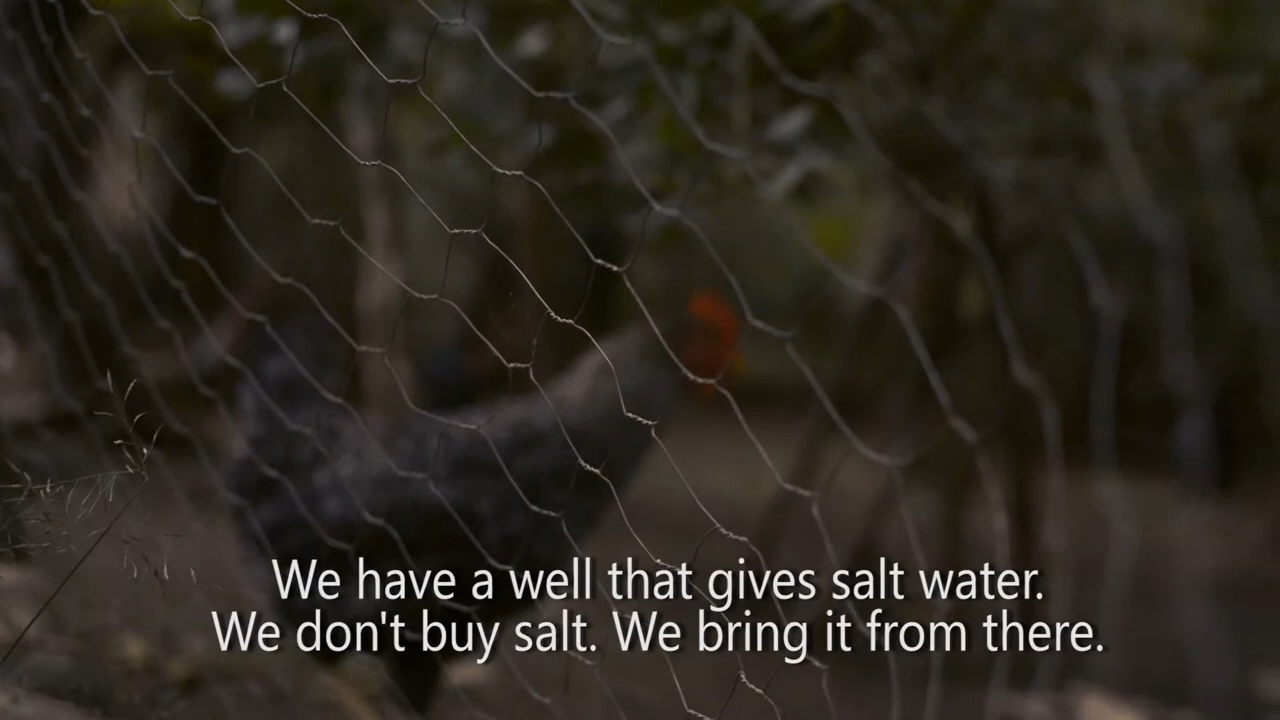 We have a well that gives salt water.
We don't buy salt. We bring it from there.